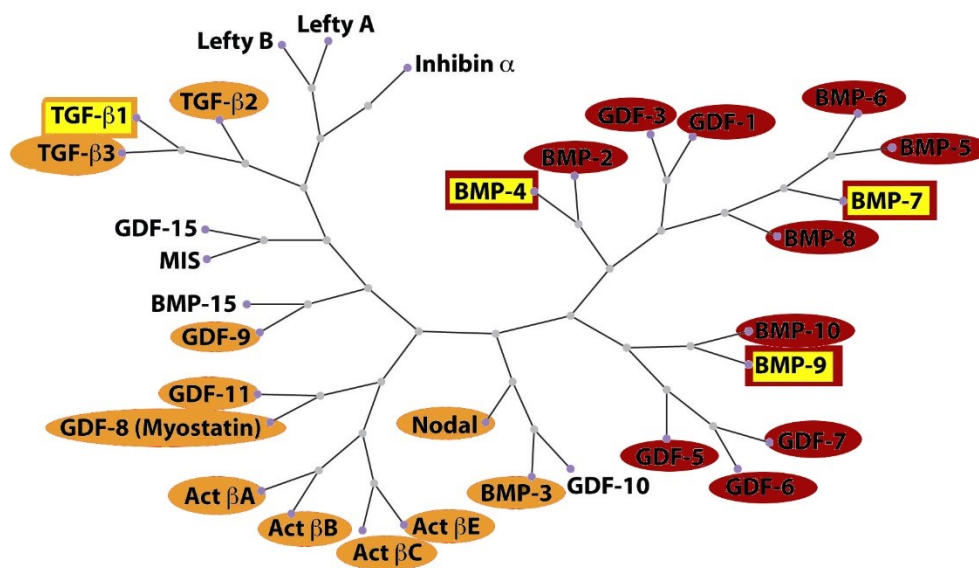 Lefty B
Lefty A
Inhibin α
TGF-β1
TGF-β2
TGF-β3
GDF-15
MIS
BMP-15
GDF-9
GDF-11
GDF-8 (Myostatin)
Act βA
Act βB
Act βC
Act βE
Nodal
BMP-3
GDF-10
BMP-4
BMP-2
GDF-3
GDF-1
BMP-6
BMP-5
BMP-7
BMP-8
BMP-10
BMP-9
GDF-7
GDF-6
GDF-5